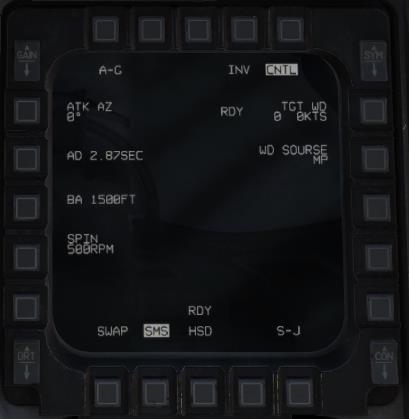 GAIN
SYM
A-G INV CNTL
ATK AZ RDY TGT WD
0° 0 0KTS
AD 2.87SEC WD SOURSE
MP
BA 1500FT
SPIN
500RPM
RDY
SWAP SMS HSD S-J
BRT CON